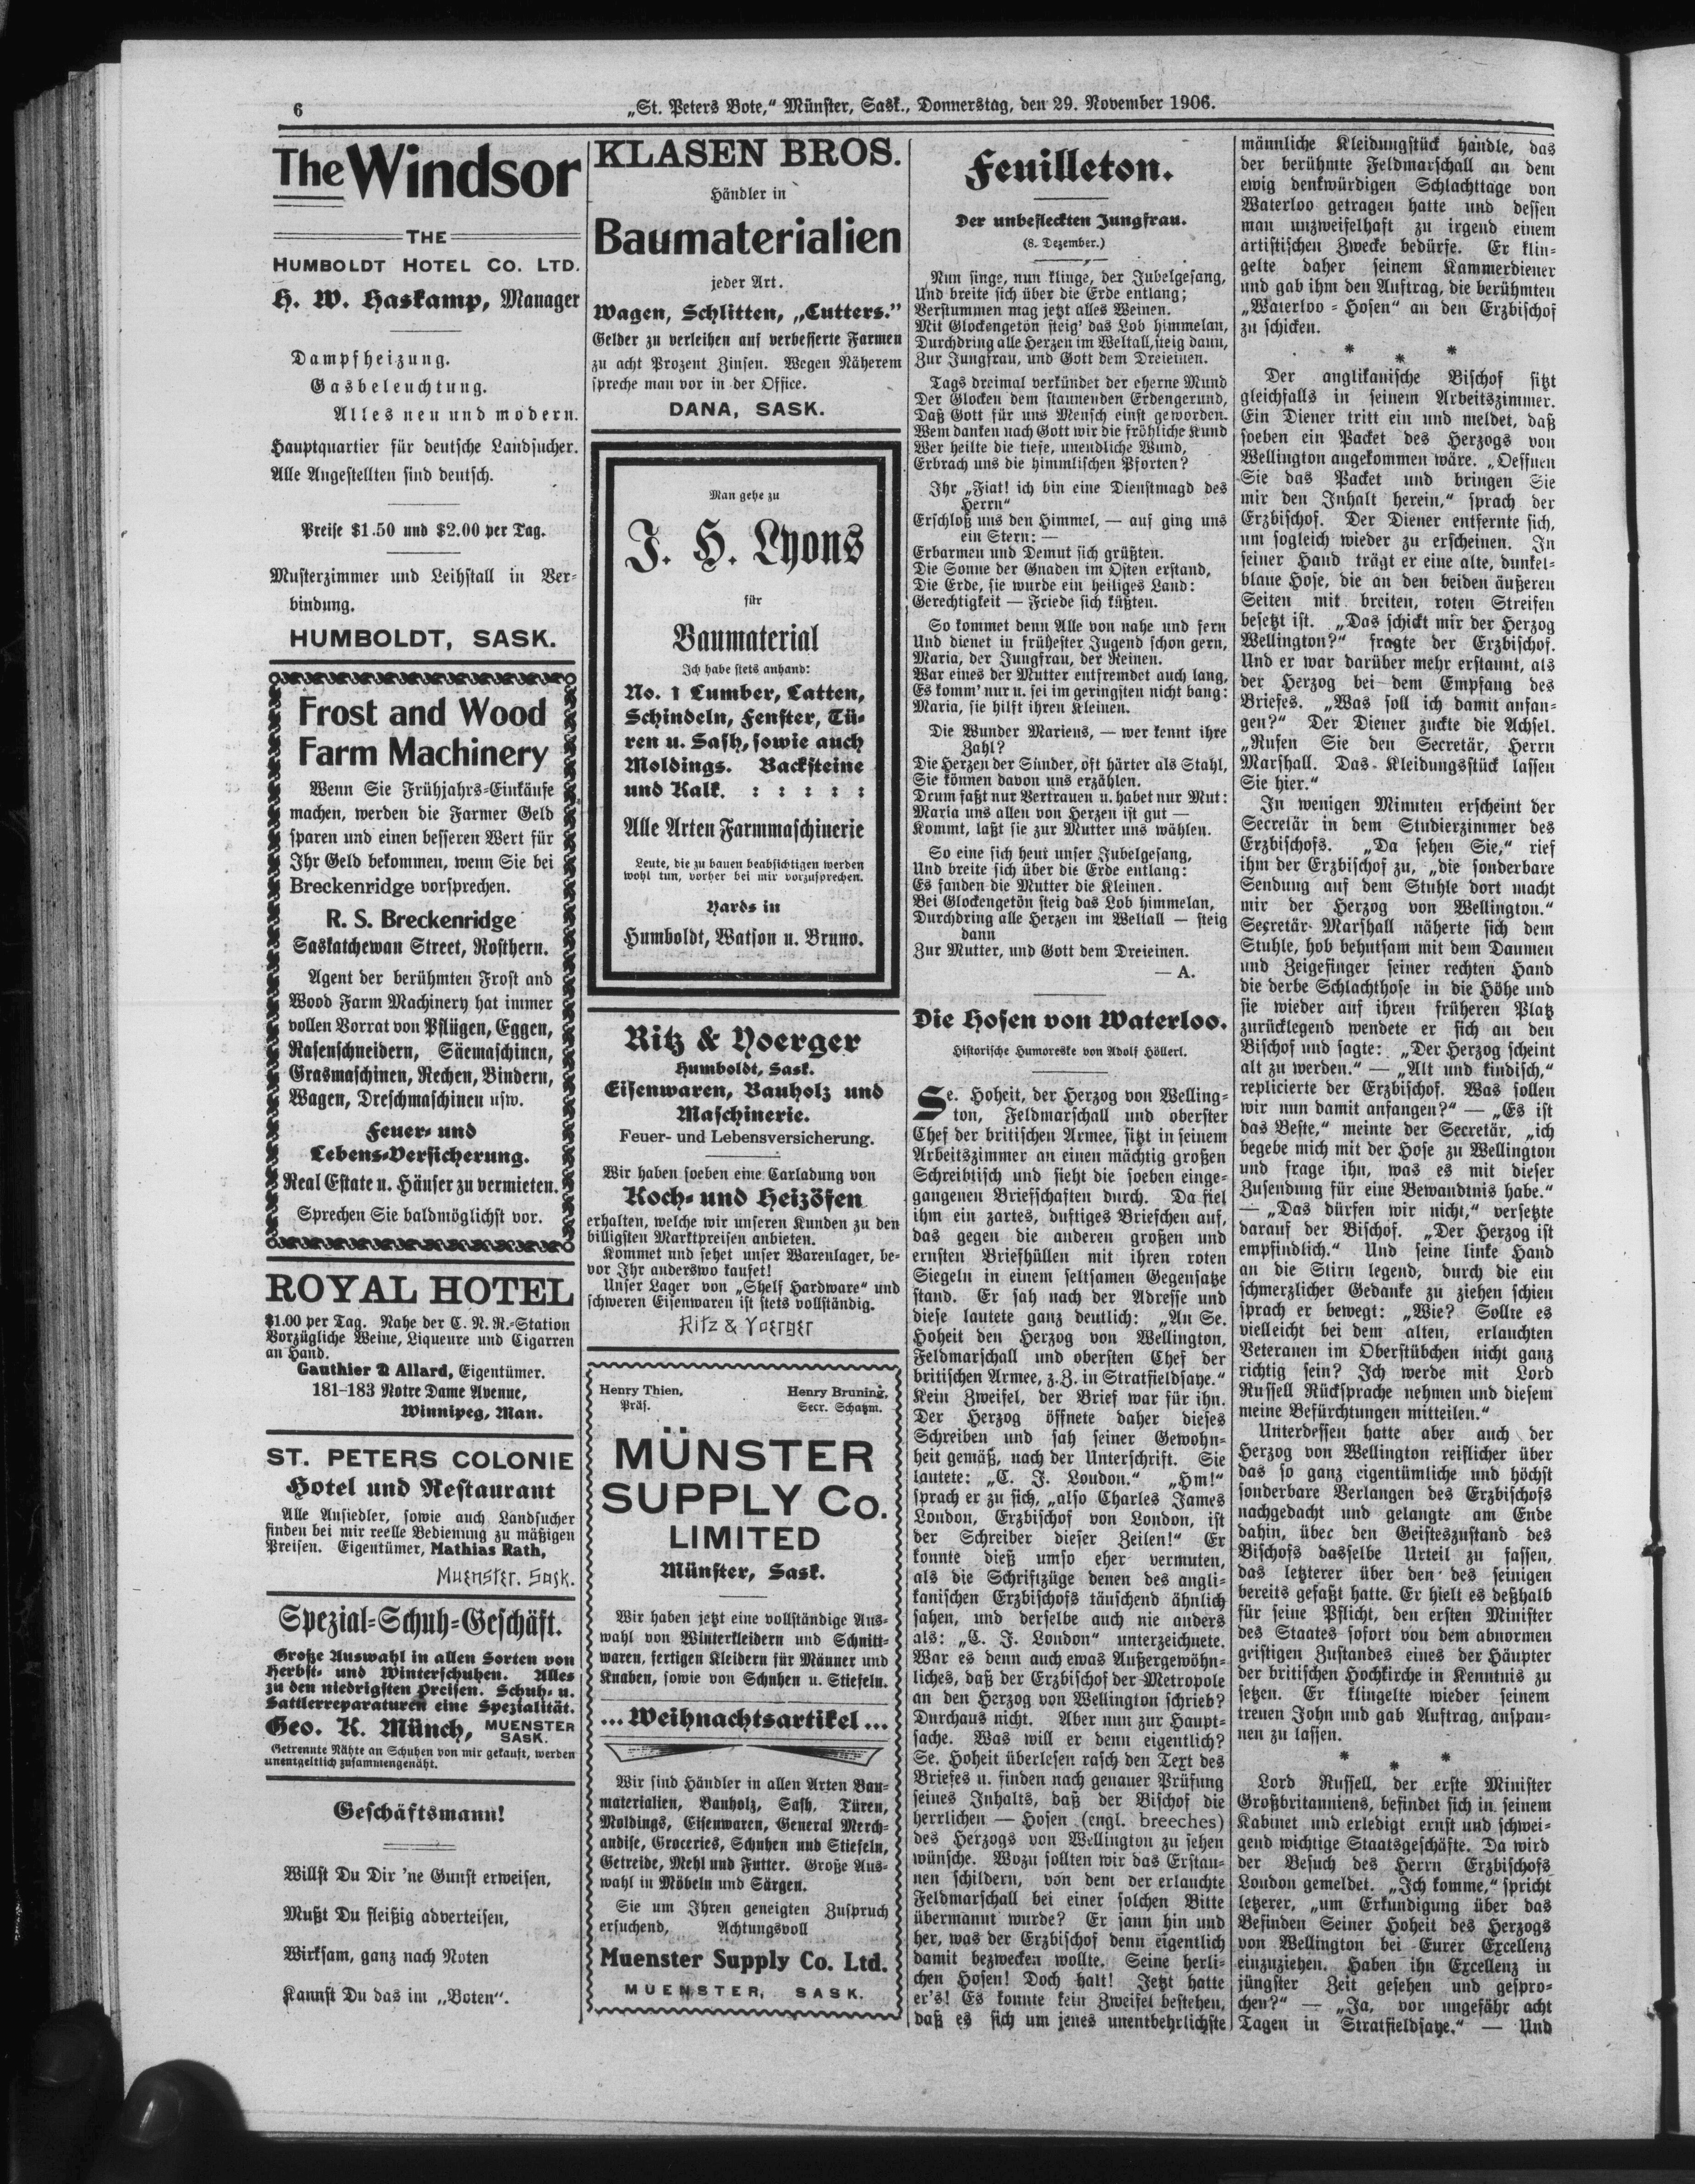 6
„St. Peters Bote,“ Münster, Sask., Donnerstag, den 29. November 1906.
The Windsor
THE
HUMBOLDT HOTEL CO. LTD.
H. W. Haskamp, Manager
Dampfheizung.
Gasbeleuchtung.
Alles neu und modern.
Hauptquartier für deutsche Landsucher.
Alle Angestellten sind deutsch.
Preise $1.50 und $2.00 per Tag.
Musterzimmer und Leihstall in Ver-
bindung.
HUMBOLDT, SASK.
Frost and Wood
Farm Machinery
Wenn Sie Frühjahrs-Einkäufe
machen, werden die Farmer Geld
sparen und einen besseren Wert für
Ihr Geld bekommen, wenn Sie bei
Breckenridge vorsprechen.
R. S. Breckenridge
Saskatchewan Street, Rosthern.
Agent der berühmten Frost and
Wood Farm Machinery hat immer
vollen Vorrat von Pflügen, Eggen,
Rasenschneidern, Säemaschinen,
Grasmaschinen, Rechen, Bindern,
Wagen, Dreschmaschinen usw.
Feuer- und
Lebens-Versicherung.
Real Estate u. Häuser zu vermieten.
Sprechen Sie baldmöglichst vor.
ROYAL HOTEL
$1.00 per Tag. Nahe der C. N. R.-Station
Vorzügliche Weine, Liqueure und Cigarren
an Hand.
Gauthier & Allard, Eigentümer.
181-183 Notre Dame Avenue,
Winnipeg, Man.
ST. PETERS COLONIE
Hotel und Restaurant
Alle Ansiedler, sowie auch Landsucher
finden bei mir reelle Bedienung zu mäßigen
Preisen. Eigentümer, Mathias Rath,
Muenster. Sask.
Spezial-Schuh-Geschäft.
Große Auswahl in allen Sorten von
Herbst- und Winterschuhen. Alles
zu den niedrigsten Preisen. Schuh- u.
Sattlerreparaturen eine Spezialität.
Geo. K. Münch, MUENSTER
SASK.
Getrennte Nähte an Schuhen von mir gekauft, werden
unentgeltlich zusammengenäht.
Geschäftsmann!
Willst Du Dir 'ne Gunst erweisen,
Mußt Du fleißig adverteisen,
Wirksam, ganz nach Noten
Kannst Du das im „Boten“.
KLASEN BROS.
Händler in
Baumaterialien
jeder Art.
Wagen, Schlitten, „Cutters.”
Gelder zu verleihen auf verbesserte Farmen
zu acht Prozent Zinsen. Wegen Näherem
spreche man vor in der Office.
DANA, SASK.
Man gehe zu
J. H. Lyons
für
Baumaterial
Ich habe stets anhand:
No. 1 Lumber, Latten,
Schindeln, Fenster, Tü-
ren u. Sash, sowie auch
Moldings. Backsteine
und Kalk. : : : : :
Alle Arten Farmmaschinerie
Leute, die zu bauen beabsichtigen werden
wohl tun, vorher bei mir vorzusprechen.
Yards in
Humboldt, Watson u. Bruno.
Ritz & Yoerger
Humboldt, Sask.
Eisenwaren, Bauholz und
Maschinerie.
Feuer- und Lebensversicherung.
Wir haben soeben eine Carladung von
Koch- und Heizöfen
erhalten, welche wir unseren Kunden zu den
billigsten Marktpreisen anbieten.
Kommet und sehet unser Warenlager, be-
vor Ihr anderswo kaufet!
Unser Lager von „Shelf Hardware“ und
schweren Eisenwaren ist stets vollständig.
Ritz & Yoerger
Henry Thien, Henry Bruning,
Präs. Secr. Schatzm.
MÜNSTER
SUPPLY Co.
LIMITED
Münster, Sask.
Wir haben jetzt eine vollständige Aus-
wahl von Winterkleidern und Schnitt-
waren, fertigen Kleidern für Männer und
Knaben, sowie von Schuhen u. Stiefeln.
... Weihnachtsartikel ...
Wir sind Händler in allen Arten Bau-
materialien, Bauholz, Sash, Türen,
Moldings, Eisenwaren, General Merch-
andise, Groceries, Schuhen und Stiefeln,
Getreide, Mehl und Futter. Große Aus-
wahl in Möbeln und Särgen.
Sie um Ihren geneigten Zuspruch
ersuchend, Achtungsvoll
Muenster Supply Co. Ltd.
MUENSTER, SASK.
Feuilleton.
Der unbefleckten Jungfrau.
(8. Dezember.)
Nun singe, nun klinge, der Jubelgesang,
Und breite sich über die Erde entlang;
Verstummen mag jetzt alles Weinen.
Mit Glockengetön steig' das Lob himmelan,
Durchdring alle Herzen im Weltall, steig dann,
Zur Jungfrau, und Gott dem Dreieinen.
Tags dreimal verkündet der eherne Mund
Der Glocken dem staunenden Erdengerund,
Daß Gott für uns Mensch einst geworden.
Wem danken nach Gott wir die fröhliche Kund
Wer heilte die tiefe, unendliche Wund,
Erbrach uns die himmlischen Pforten?
Ihr „Fiat! ich bin eine Dienstmagd des
Herrn“
Erschloß uns den Himmel, — auf ging uns
ein Stern: —
Erbarmen und Demut sich grüßten.
Die Sonne der Gnaden im Osten erstand,
Die Erde, sie wurde ein heiliges Land:
Gerechtigkeit — Friede sich küßten.
So kommet denn Alle von nahe und fern
Und dienet in frühester Jugend schon gern,
Maria, der Jungfrau, der Reinen.
War eines der Mutter entfremdet auch lang,
Es komm' nur u. sei im geringsten nicht bang:
Maria, sie hilft ihren Kleinen.
Die Wunder Mariens, — wer kennt ihre
Zahl?
Die Herzen der Sünder, oft härter als Stahl,
Sie können davon uns erzählen.
Drum faßt nur Vertrauen u. habet nur Mut:
Maria uns allen von Herzen ist gut —
Kommt, laßt sie zur Mutter uns wählen.
So eine sich heut unser Jubelgesang,
Und breite sich über die Erde entlang:
Es fanden die Mutter die Kleinen.
Bei Glockengetön steig das Lob himmelan,
Durchdring alle Herzen im Weltall — steig
dann
Zur Mutter, und Gott dem Dreieinen.
— A.
Die Hosen von Waterloo.
Historische Humoreske von Adolf Höllerl.
Se. Hoheit, der Herzog von Welling-
ton, Feldmarschall und oberster
Chef der britischen Armee, sitzt in seinem
Arbeitszimmer an einen mächtig großen
Schreibtisch und sieht die soeben einge-
gangenen Briefschaften durch. Da fiel
ihm ein zartes, duftiges Briefchen auf,
das gegen die anderen großen und
ernsten Briefhüllen mit ihren roten
Siegeln in einem seltsamen Gegensatze
stand. Er sah nach der Adresse und
diese lautete ganz deutlich: „An Se.
Hoheit den Herzog von Wellington,
Feldmarschall und obersten Chef der
britischen Armee, z.Z. in Stratfieldsaye.“
Kein Zweifel, der Brief war für ihn.
Der Herzog öffnete daher dieses
Schreiben und sah seiner Gewohn-
heit gemäß, nach der Unterschrift. Sie
lautete: „C. J. London.“ „Hm!“
sprach er zu sich, „also Charles James
London, Erzbischof von London, ist
der Schreiber dieser Zeilen!“ Er
konnte dieß umso eher vermuten,
als die Schriftzüge denen des angli-
kanischen Erzbischofs täuschend ähnlich
sahen, und derselbe auch nie anders
als: „C. J. London“ unterzeichnete.
War es denn auch ewas Außergewöhn-
liches, daß der Erzbischof der Metropole
an den Herzog von Wellington schrieb?
Durchaus nicht. Aber nun zur Haupt-
sache. Was will er denn eigentlich?
Se. Hoheit überlesen rasch den Text des
Briefes u. finden nach genauer Prüfung
seines Inhalts, daß der Bischof die
herrlichen — Hosen (engl. breeches)
des Herzogs von Wellington zu sehen
wünsche. Wozu sollten wir das Erstau-
nen schildern, von dem der erlauchte
Feldmarschall bei einer solchen Bitte
übermannt wurde? Er sann hin und
her, was der Erzbischof denn eigentlich
damit bezwecken wollte. Seine herli-
chen Hosen! Doch halt! Jetzt hatte
er's! Es konnte kein Zweifel bestehen,
daß es sich um jenes unentbehrlichste
männliche Kleidungstück handle, das
der berühmte Feldmarschall an dem
ewig denkwürdigen Schlachttage von
Waterloo getragen hatte und dessen
man unzweifelhaft zu irgend einem
artistischen Zwecke bedürfe. Er klin-
gelte daher seinem Kammerdiener
und gab ihm den Auftrag, die berühmten
„Waterloo-Hosen“ an den Erzbischof
zu schicken.
* * *
Der anglikanische Bischof sitzt
gleichfalls in seinem Arbeitszimmer.
Ein Diener tritt ein und meldet, daß
soeben ein Packet des Herzogs von
Wellington angekommen wäre. „Oeffnen
Sie das Packet und bringen Sie
mir den Inhalt herein,“ sprach der
Erzbischof. Der Diener entfernte sich,
um sogleich wieder zu erscheinen. In
seiner Hand trägt er eine alte, dunkel-
blaue Hose, die an den beiden äußeren
Seiten mit breiten, roten Streifen
besetzt ist. „Das schickt mir der Herzog
Wellington?“ fragte der Erzbischof.
Und er war darüber mehr erstaunt, als
der Herzog bei dem Empfang des
Briefes. „Was soll ich damit anfan-
gen?“ Der Diener zuckte die Achsel.
„Rufen Sie den Secretär, Herrn
Marshall. Das Kleidungsstück lassen
Sie hier.“
In wenigen Minuten erscheint der
Secretär in dem Studierzimmer des
Erzbischofs. „Da sehen Sie,“ rief
ihm der Erzbischof zu, „die sonderbare
Sendung auf dem Stuhle dort macht
mir der Herzog von Wellington.“
Secretär Marshall näherte sich dem
Stuhle, hob behutsam mit dem Daumen
und Zeigefinger seiner rechten Hand
die derbe Schlachthose in die Höhe und
sie wieder auf ihren früheren Platz
zurücklegend wendete er sich an den
Bischof und sagte: „Der Herzog scheint
alt zu werden.“ — „Alt und kindisch,“
replicierte der Erzbischof. Was sollen
wir nun damit anfangen?“ — „Es ist
das Beste,“ meinte der Secretär, „ich
begebe mich mit der Hose zu Wellington
und frage ihn, was es mit dieser
Zusendung für eine Bewandtnis habe.“
— „Das dürfen wir nicht,“ versetzte
darauf der Bischof. „Der Herzog ist
empfindlich.“ Und seine linke Hand
an die Stirn legend, durch die ein
schmerzlicher Gedanke zu ziehen schien
sprach er bewegt: „Wie? Sollte es
vielleicht bei dem alten, erlauchten
Veteranen im Oberstübchen nicht ganz
richtig sein? Ich werde mit Lord
Russell Rücksprache nehmen und diesem
meine Befürchtungen mitteilen.“
Unterdessen hatte aber auch der
Herzog von Wellington reiflicher über
das so ganz eigentümliche und höchst
sonderbare Verlangen des Erzbischofs
nachgedacht und gelangte am Ende
dahin, über den Geisteszustand des
Bischofs dasselbe Urteil zu fassen,
das letzterer über den des seinigen
bereits gefaßt hatte. Er hielt es deßhalb
für seine Pflicht, den ersten Minister
des Staates sofort von dem abnormen
geistigen Zustandes eines der Häupter
der britischen Hochkirche in Kenntnis zu
setzen. Er klingelte wieder seinem
treuen John und gab Auftrag, anspan-
nen zu lassen.
* * *
Lord Russell, der erste Minister
Großbritanniens, befindet sich in seinem
Kabinet und erledigt ernst und schwei-
gend wichtige Staatsgeschäfte. Da wird
der Besuch des Herrn Erzbischofs
London gemeldet. „Ich komme,“ spricht
letzerer, „um Erkundigung über das
Befinden Seiner Hoheit des Herzogs
von Wellington bei Eurer Excellenz
einzuziehen. Haben ihn Excellenz in
jüngster Zeit gesehen und gespro-
chen?“ — „Ja, vor ungefähr acht
Tagen in Stratfieldsaye.“ — Und